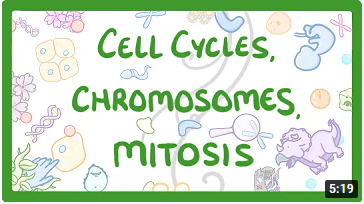 CELL CYCLES,
CHROMOSOMES,
MITOSIS
5:19